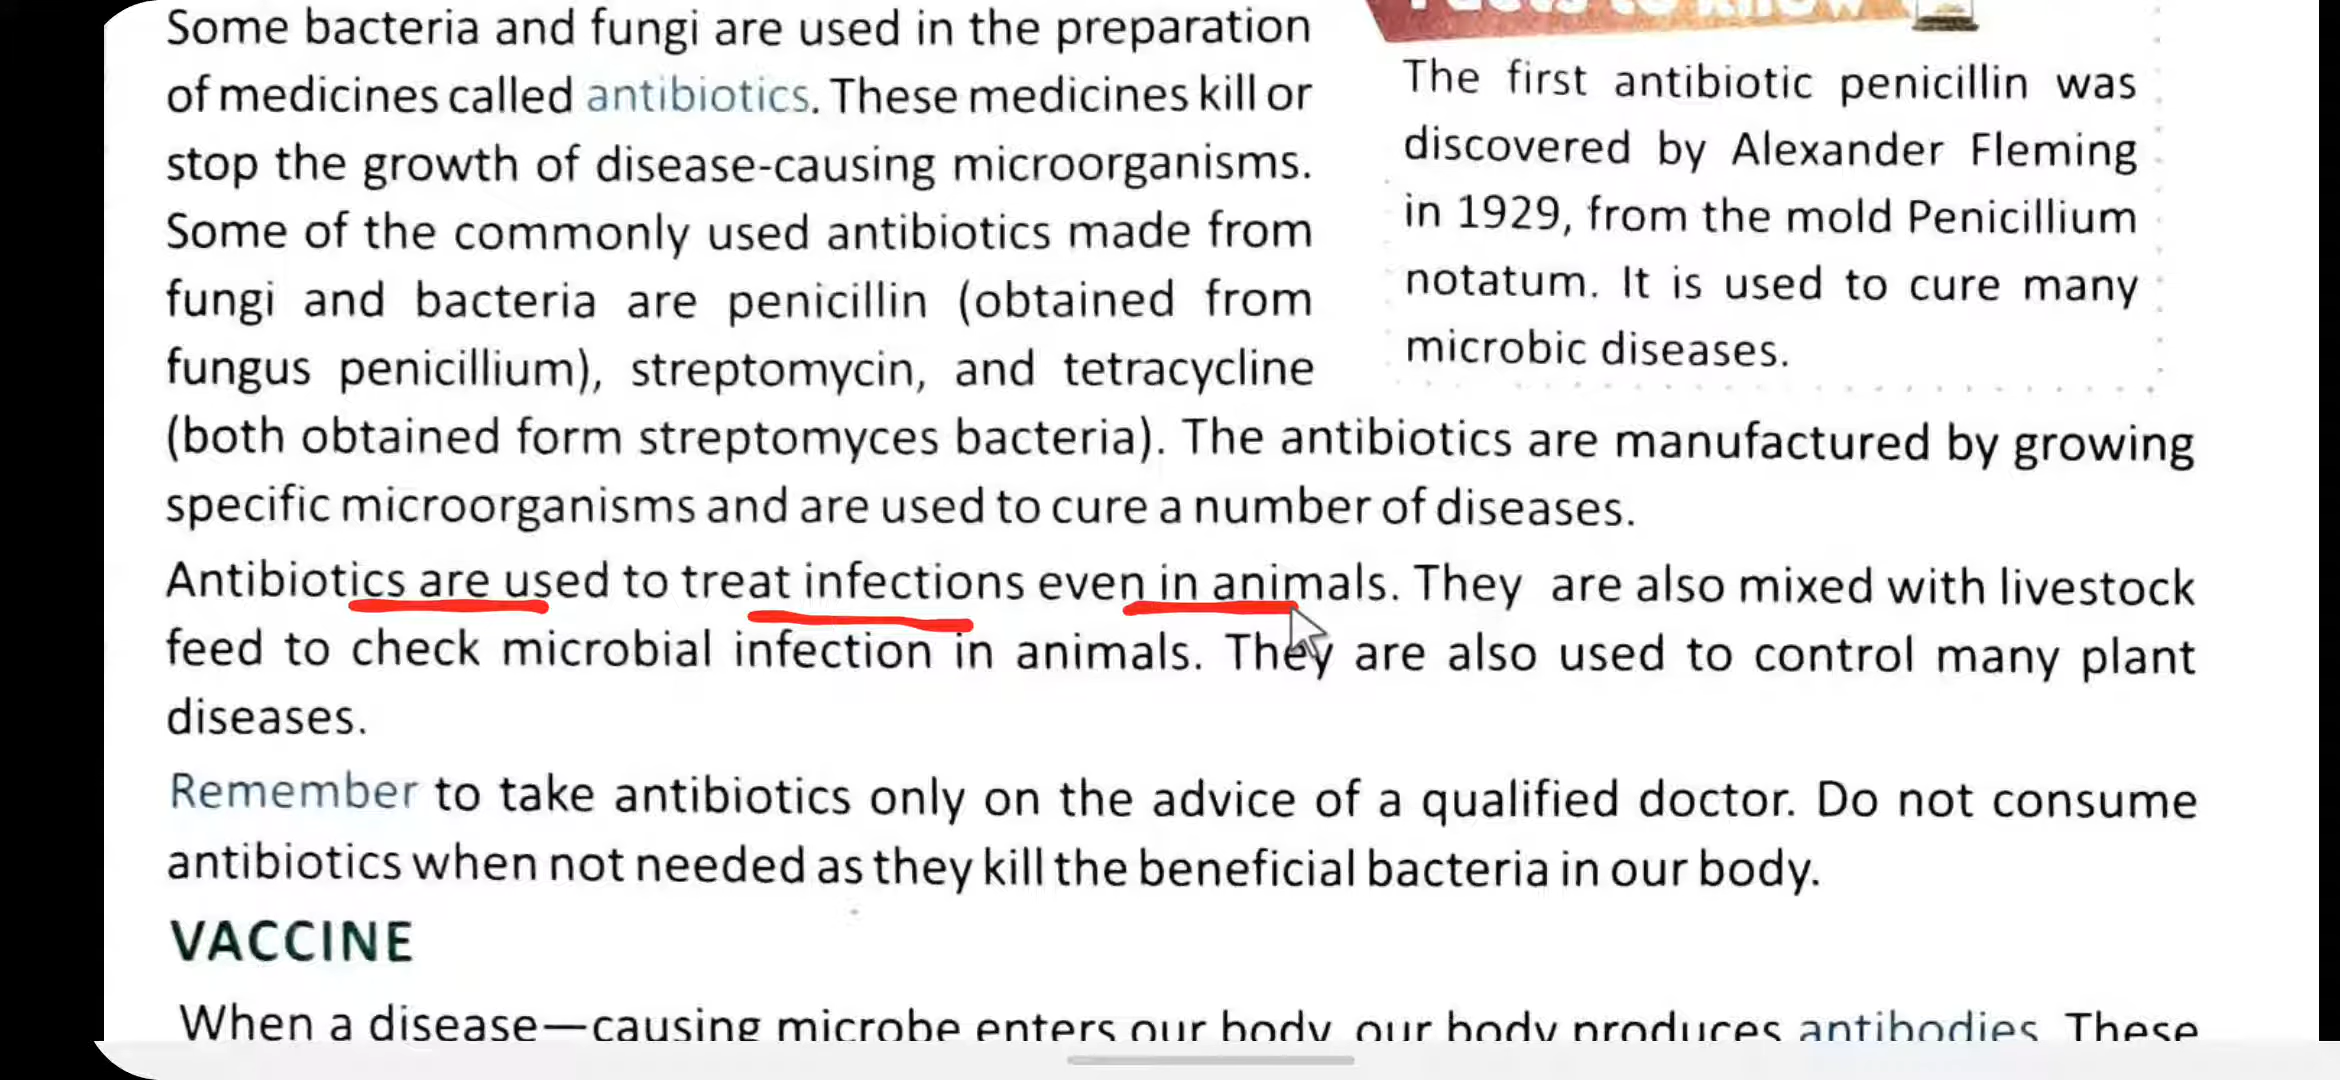 Some bacteria and fungi are used in the preparation
of medicines called antibiotics. These medicines kill or
stop the growth of disease-causing microorganisms.
Some of the commonly used antibiotics made from
fungi and bacteria are penicillin (obtained from
fungus penicillium), streptomycin, and tetracycline
(both obtained form streptomyces bacteria). The antibiotics are manufactured by growing
specific microorganisms and are used to cure a number of diseases.
Antibiotics are used to treat infections even in animals. They are also mixed with livestock
feed to check microbial infection in animals. They are also used to control many plant
diseases.
Remember to take antibiotics only on the advice of a qualified doctor. Do not consume
antibiotics when not needed as they kill the beneficial bacteria in our body.
VACCINE
When a disease—causing microbe enters our body, our body produces antibodies. These
Facts to know
The first antibiotic penicillin was
discovered by Alexander Fleming
in 1929, from the mold Penicillium
notatum. It is used to cure many
microbic diseases.